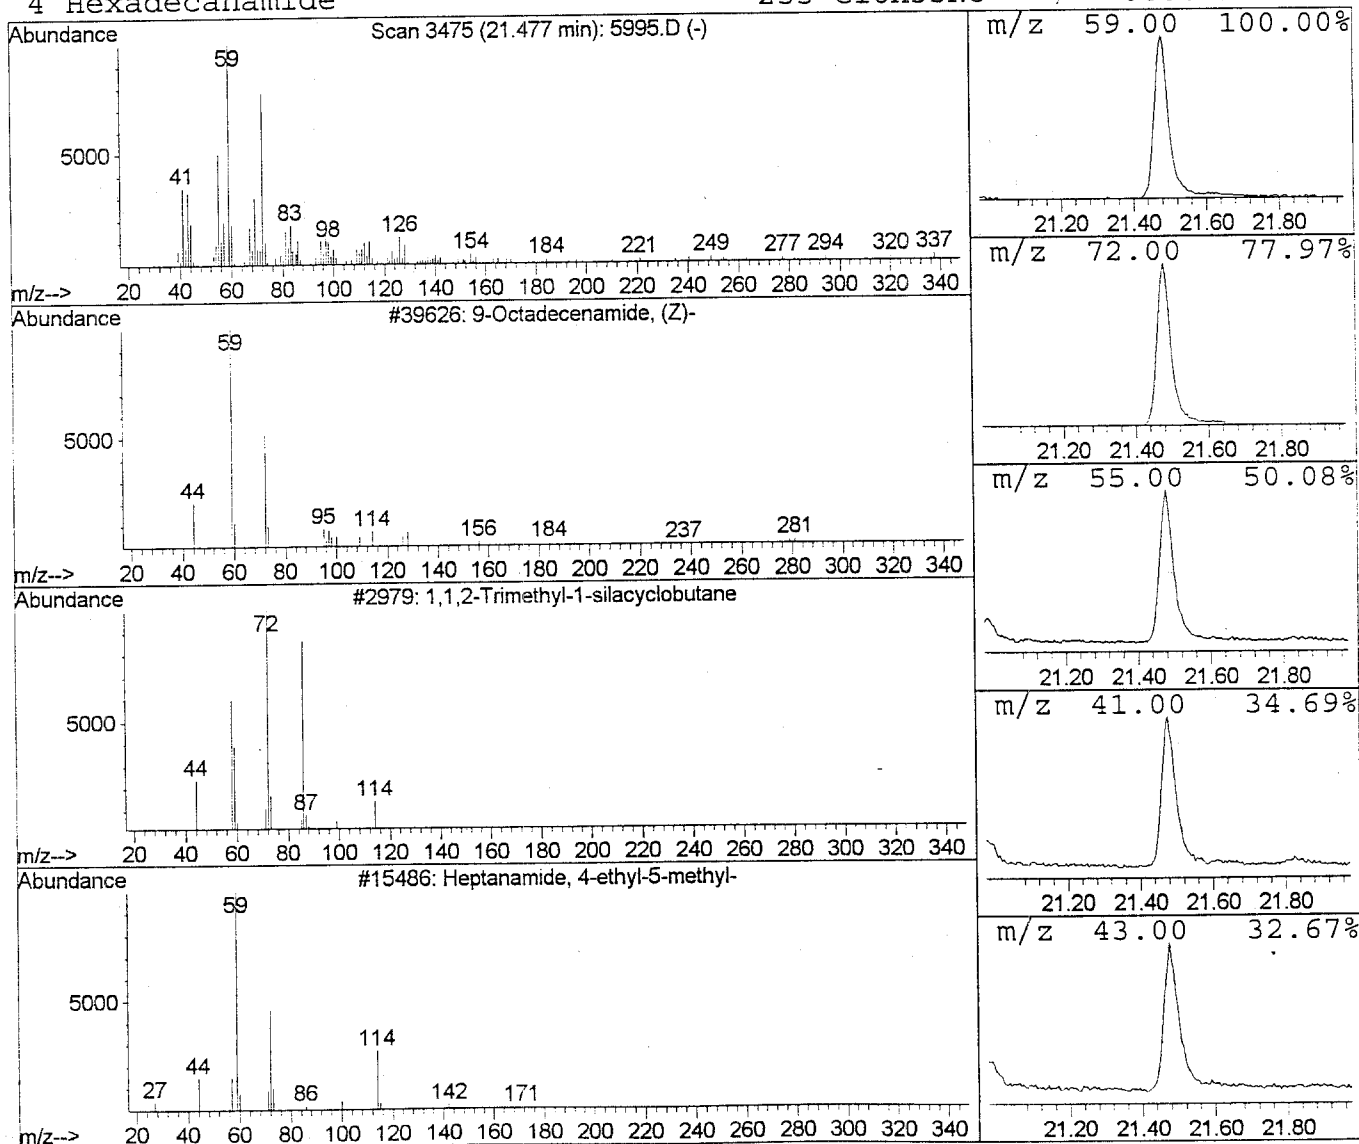 4 Hexadecanamide
Abundance
Scan 3475 (21.477 min): 5995.D (-)
59
5000
41
83
98
126
154
184
221
249
277
294
320
337
m/z-->
20 40 60 80 100 120 140 160 180 200 220 240 260 280 300 320 340
Abundance
#39626: 9-Octadecenamide, (Z)-
59
5000
44
95
114
156
184
237
281
m/z-->
20 40 60 80 100 120 140 160 180 200 220 240 260 280 300 320 340
Abundance
#2979: 1,1,2-Trimethyl-1-silacyclobutane
72
5000
44
87
114
m/z-->
20 40 60 80 100 120 140 160 180 200 220 240 260 280 300 320 340
Abundance
#15486: Heptanamide, 4-ethyl-5-methyl-
59
5000
27
44
86
114
142
171
m/z-->
20 40 60 80 100 120 140 160 180 200 220 240 260 280 300 320 340
m/z 59.00 100.00%
21.20 21.40 21.60 21.80
m/z 72.00 77.97%
21.20 21.40 21.60 21.80
m/z 55.00 50.08%
21.20 21.40 21.60 21.80
m/z 41.00 34.69%
21.20 21.40 21.60 21.80
m/z 43.00 32.67%
21.20 21.40 21.60 21.80